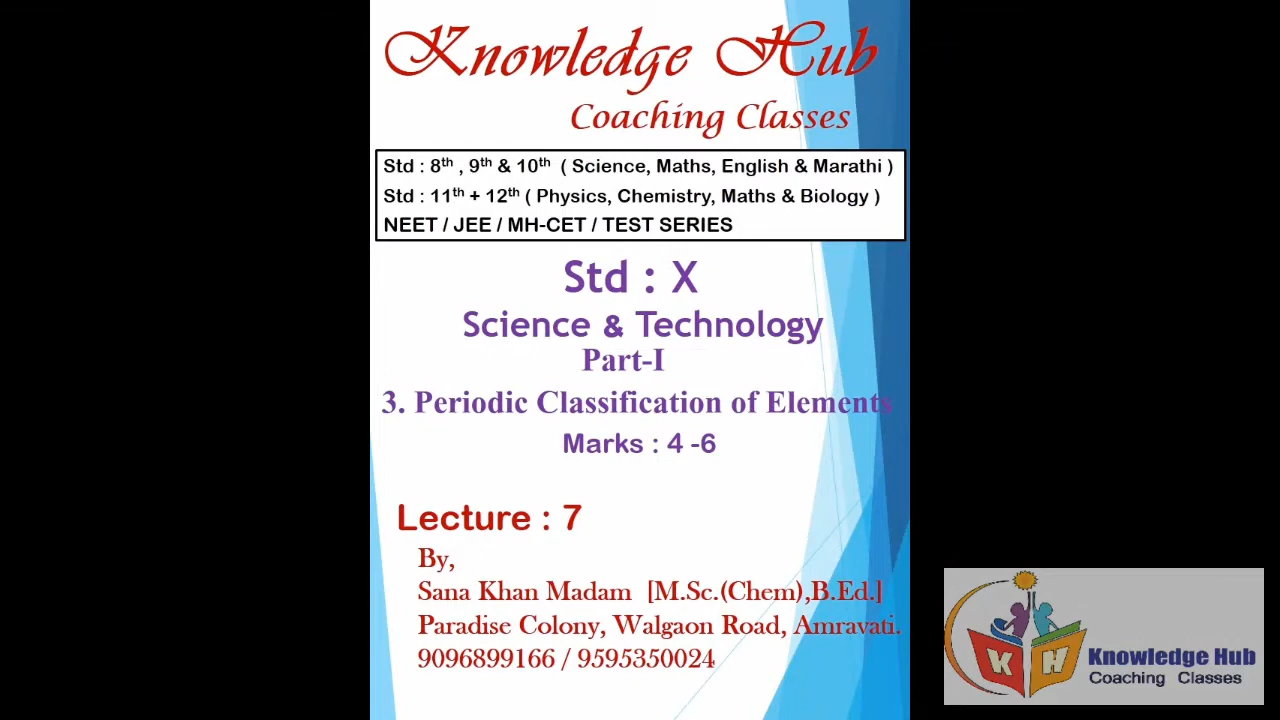 Knowledge Hub
Coaching Classes
Std : 8th , 9th & 10th ( Science, Maths, English & Marathi )
Std : 11th + 12th ( Physics, Chemistry, Maths & Biology )
NEET / JEE / MH-CET / TEST SERIES
Std : X
Science & Technology
Part-I
3. Periodic Classification of Elements
Marks : 4 -6
Lecture : 7
By,
Sana Khan Madam [M.Sc.(Chem),B.Ed.]
Paradise Colony, Walgaon Road, Amravati.
9096899166 / 9595350024
K H
Knowledge Hub
Coaching Classes